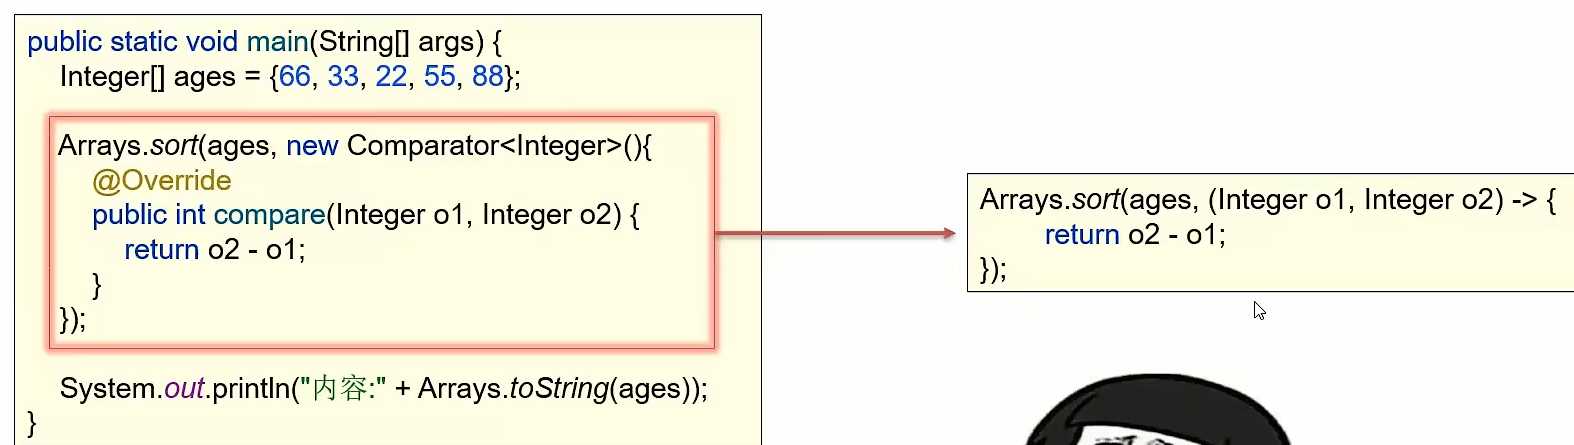 public static void main(String[] args) {
Integer[] ages = {66, 33, 22, 55, 88};
Arrays.sort(ages, new Comparator<Integer>(){
@Override
public int compare(Integer o1, Integer o2) {
return o2 - o1;
}
});
System.out.println("内容:" + Arrays.toString(ages));
}
Arrays.sort(ages, (Integer o1, Integer o2) -> {
return o2 - o1;
});